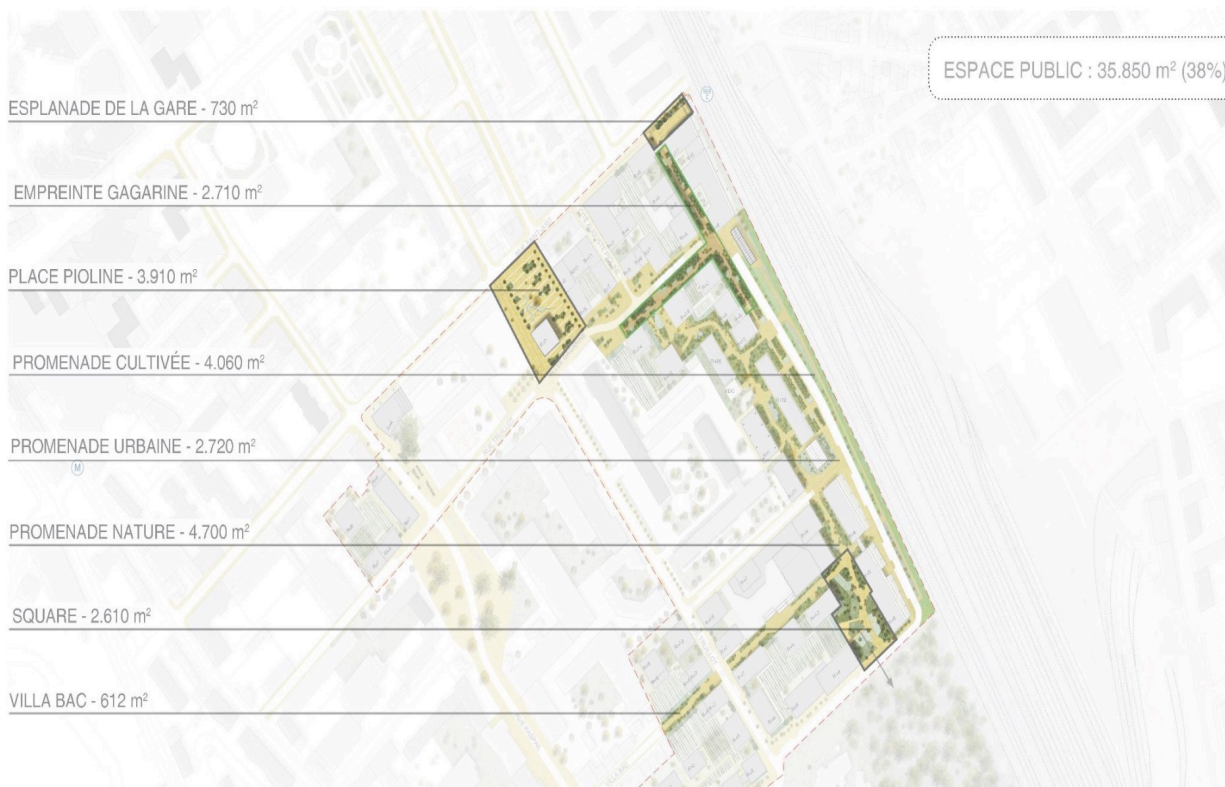 ESPACE PUBLIC : 35.850 m² (38%)
ESPLANADE DE LA GARE - 730 m²
EMPREINTE GAGARINE - 2.710 m²
PLACE PIOLINE - 3.910 m²
PROMENADE CULTIVÉE - 4.060 m²
PROMENADE URBAINE - 2.720 m²
M
PROMENADE NATURE - 4.700 m²
SQUARE - 2.610 m²
VILLA BAC - 612 m²